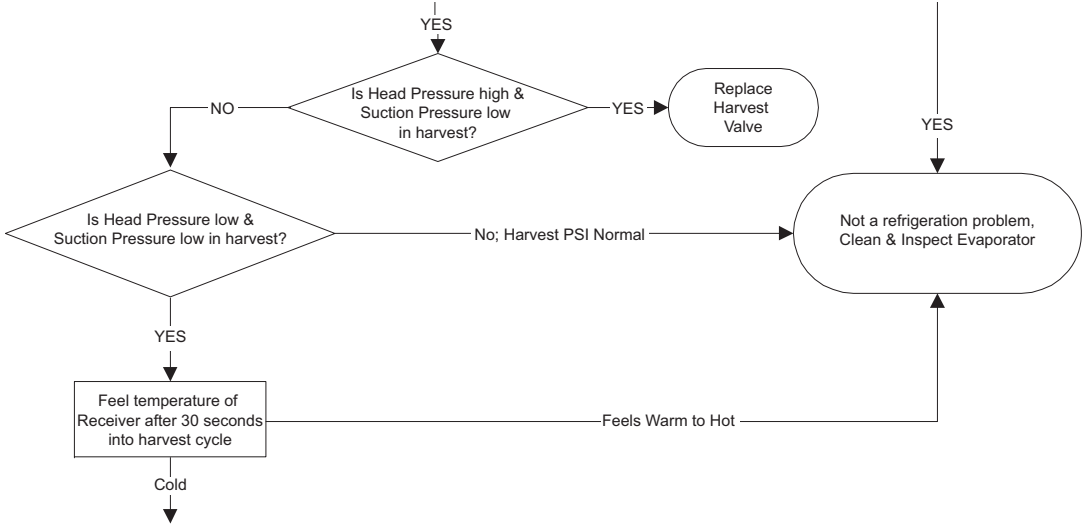 YES
Is Head Pressure high &
Suction Pressure low
in harvest?
NO
YES
Replace
Harvest
Valve
YES
Is Head Pressure low &
Suction Pressure low in harvest?
No; Harvest PSI Normal
Not a refrigeration problem,
Clean & Inspect Evaporator
YES
Feel temperature of
Receiver after 30 seconds
into harvest cycle
Feels Warm to Hot
Cold